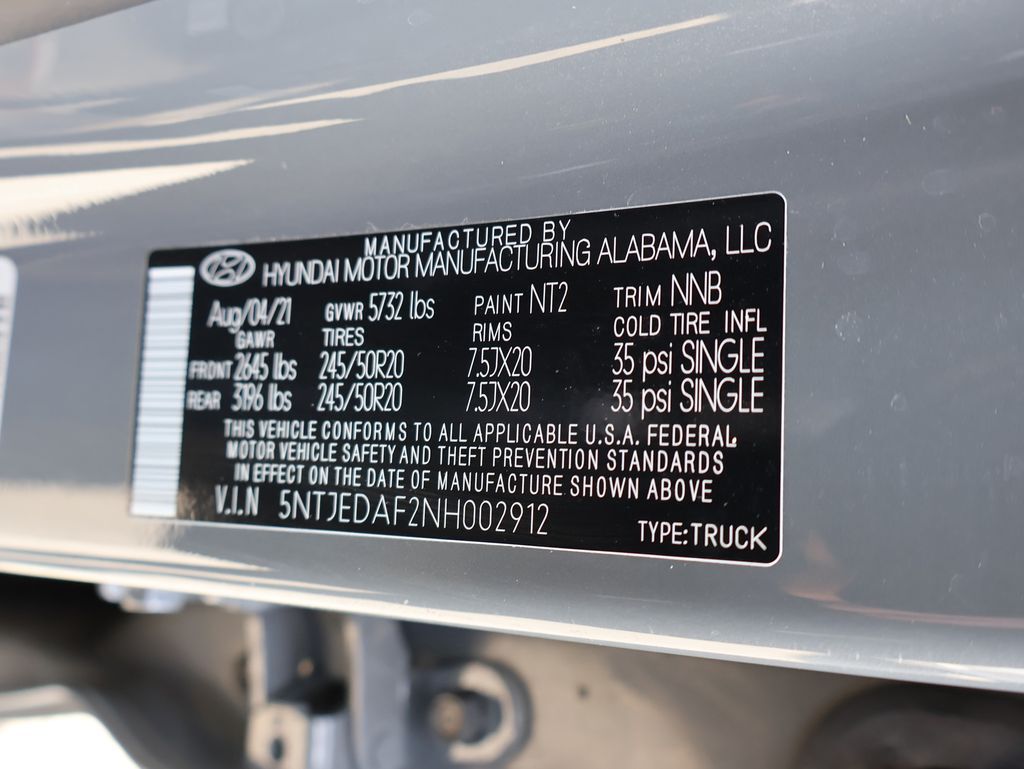 MANUFACTURED BY
HYUNDAI MOTOR MANUFACTURING ALABAMA, LLC
Aug/04/21 GVWR 5732 lbs PAINT NT2 TRIM NNB
GAWR TIRES RIMS COLD TIRE INFL
FRONT 2645 lbs 245/50R20 7.5JX20 35 psi SINGLE
REAR 3196 lbs 245/50R20 7.5JX20 35 psi SINGLE
THIS VEHICLE CONFORMS TO ALL APPLICABLE U.S.A. FEDERAL
MOTOR VEHICLE SAFETY AND THEFT PREVENTION STANDARDS
IN EFFECT ON THE DATE OF MANUFACTURE SHOWN ABOVE
V.I.N 5NTJEDAF2NH002912 TYPE:TRUCK